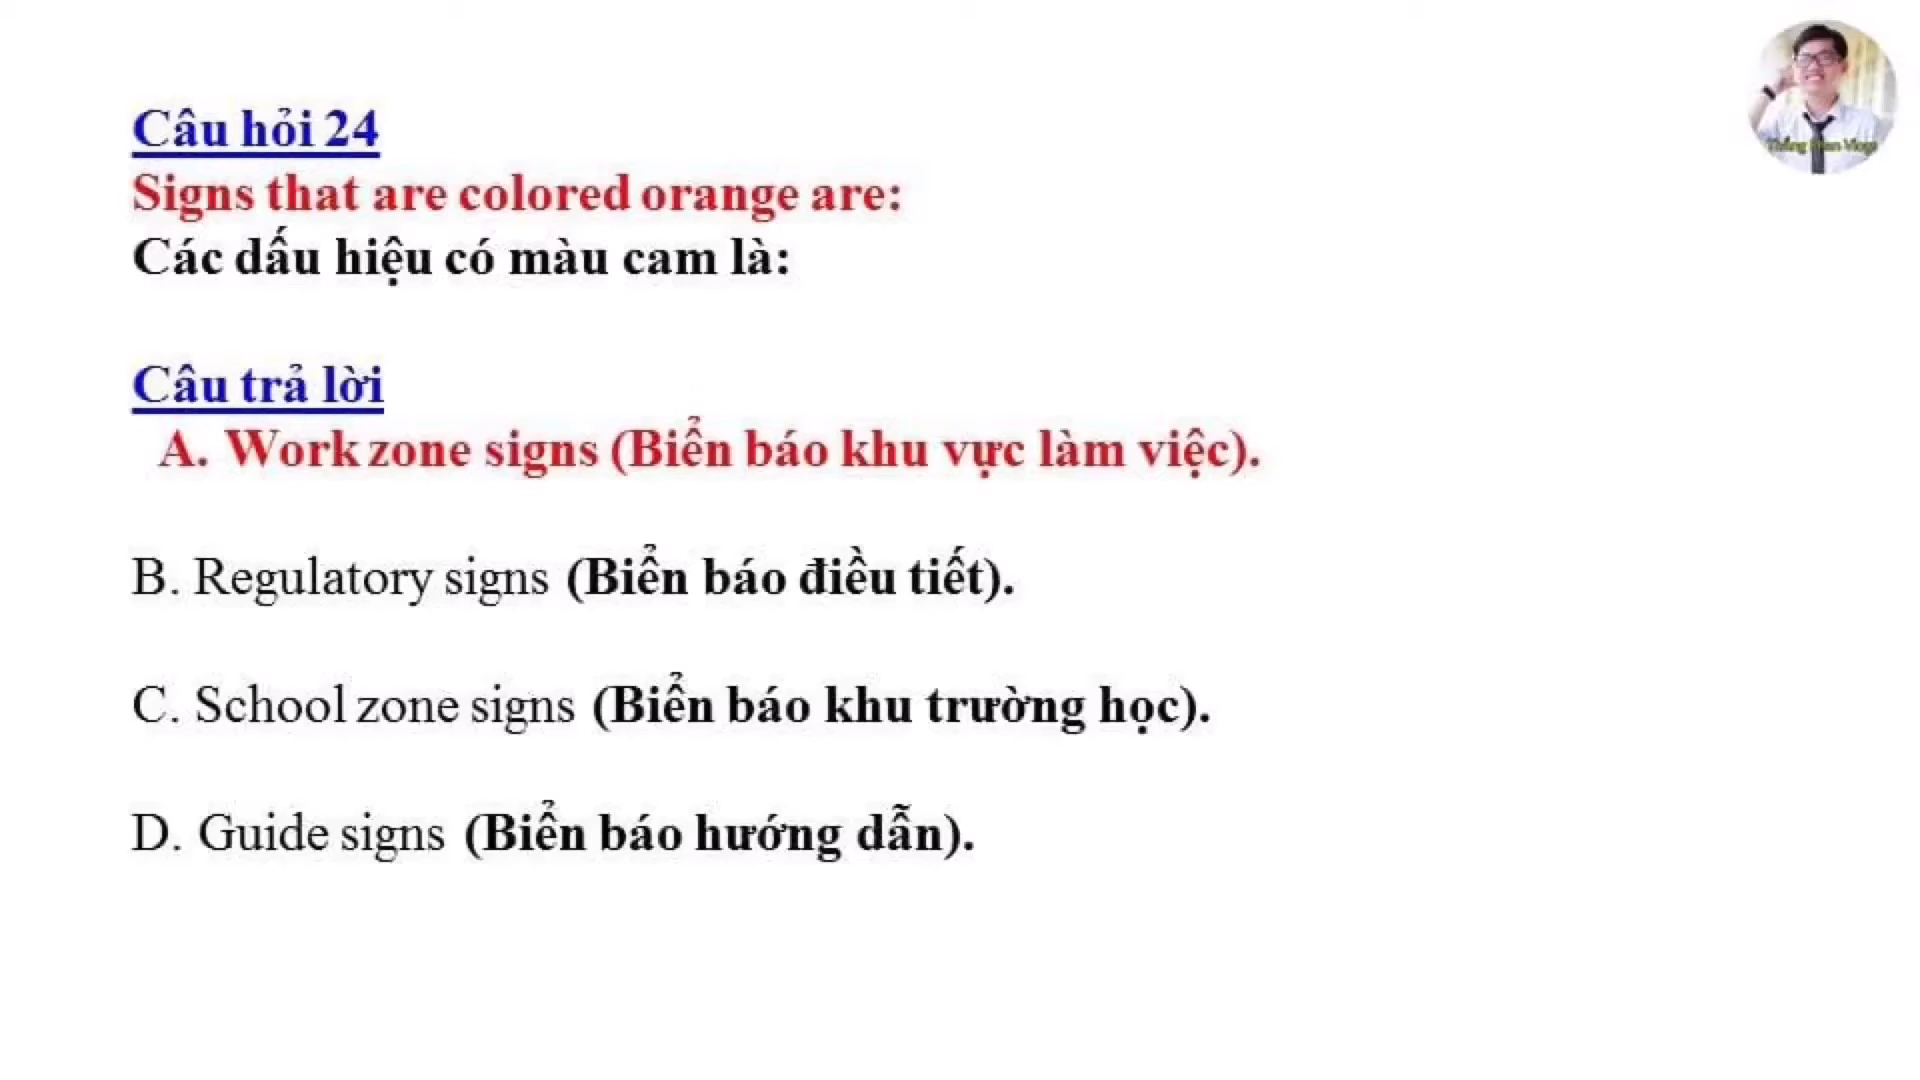 Câu hỏi 24
Signs that are colored orange are:
Các dấu hiệu có màu cam là:
Câu trả lời
A. Work zone signs (Biển báo khu vực làm việc).
B. Regulatory signs (Biển báo điều tiết).
C. School zone signs (Biển báo khu trường học).
D. Guide signs (Biển báo hướng dẫn).